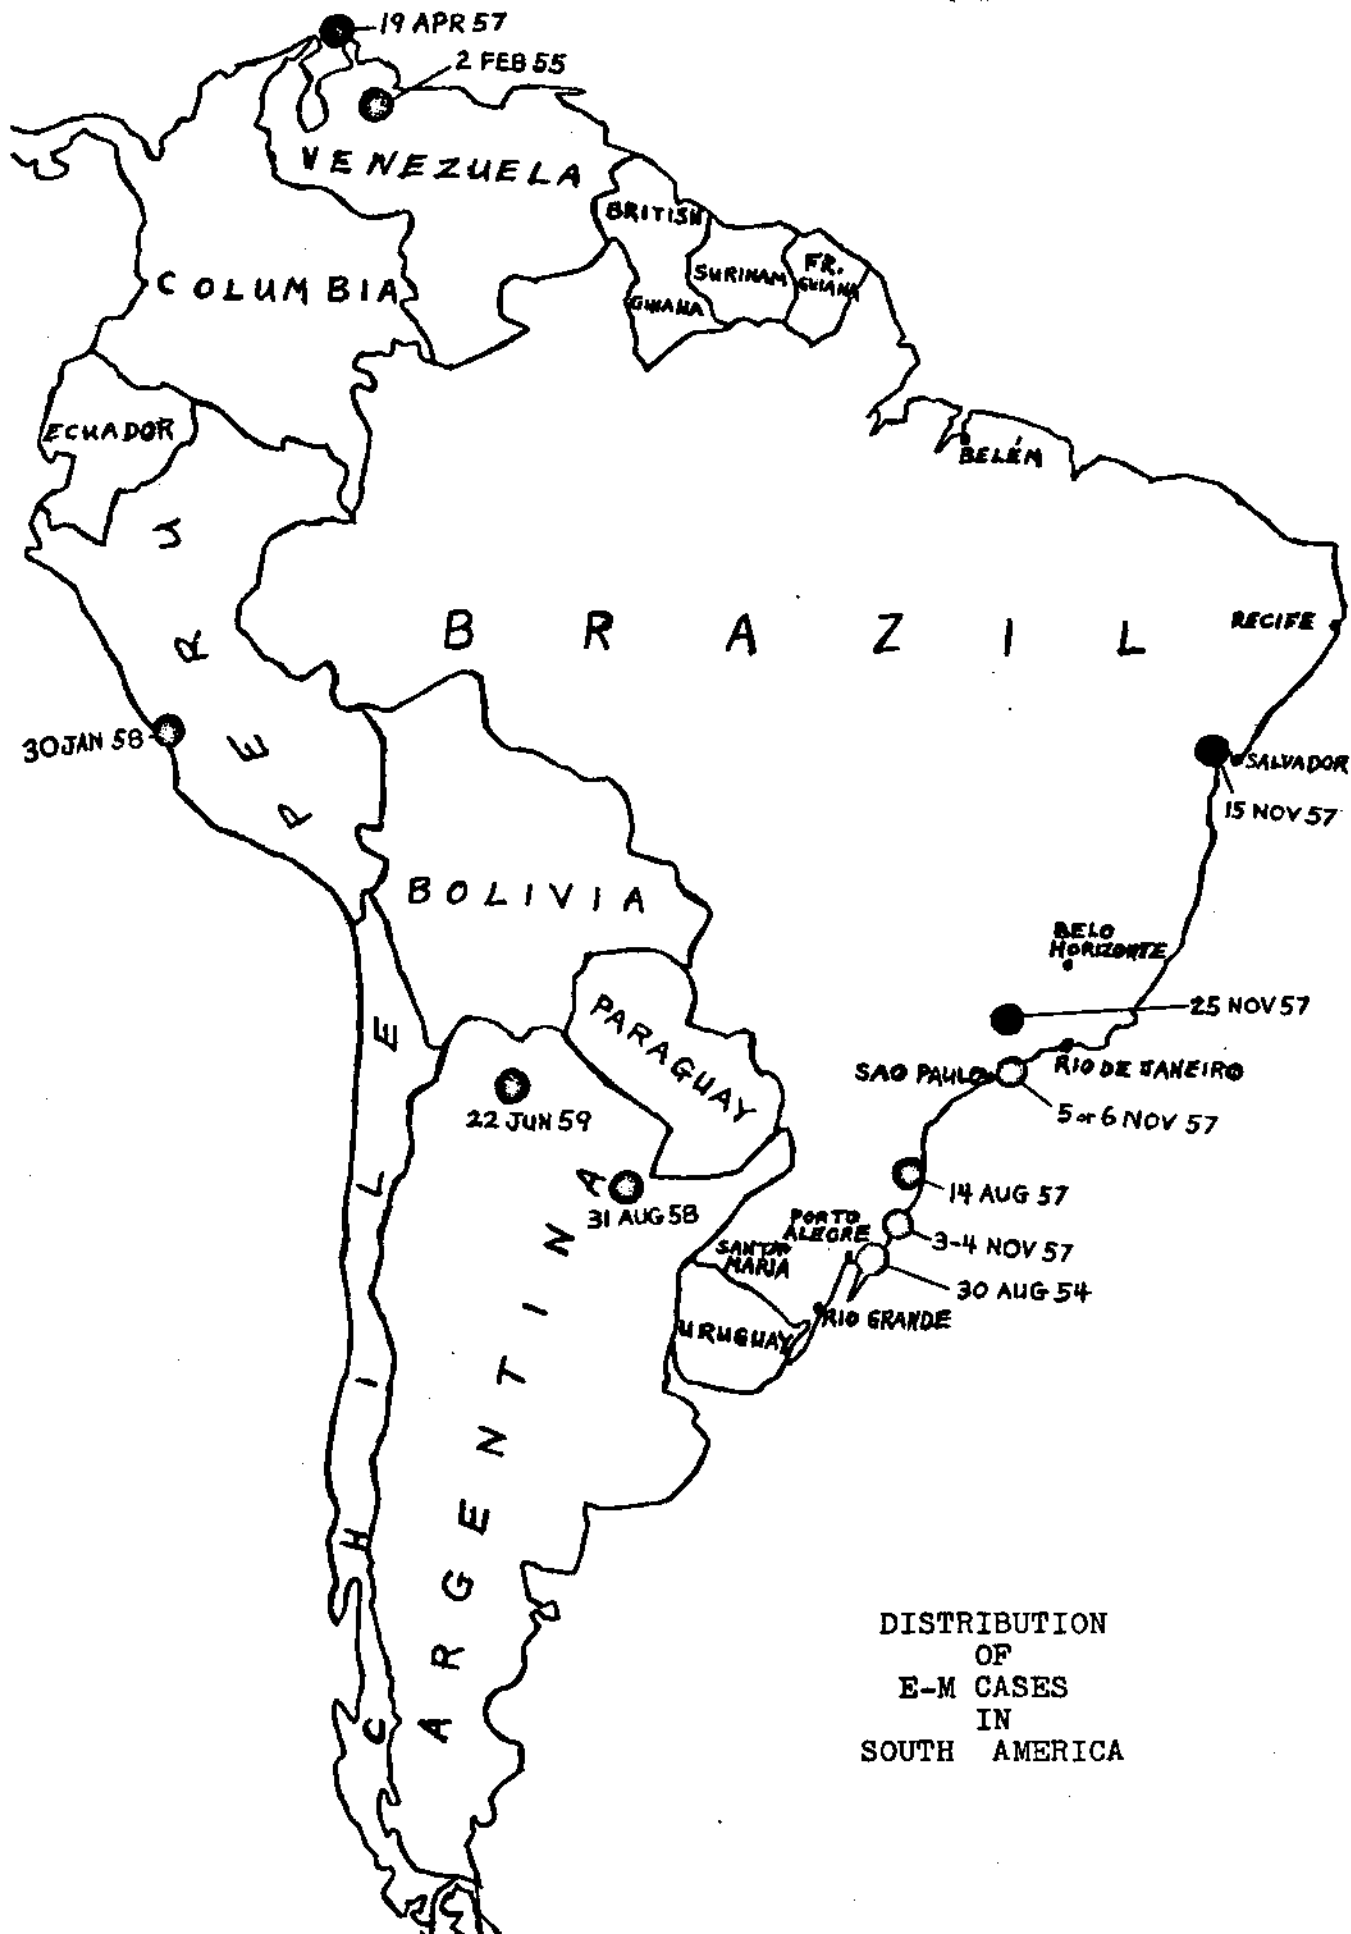 19 APR 57
2 FEB 55
VENEZUELA
BRITISH
GUIANA
SURINAM
FR.
GUIANA
COLUMBIA
ECUADOR
BELÉM
PERU
BRAZIL
RECIFE
30 JAN 58
SALVADOR
15 NOV 57
BOLIVIA
BELO
HORIZONTE
25 NOV 57
PARAGUAY
SAO PAULO
RIO DE JANEIRO
5 or 6 NOV 57
22 JUN 59
14 AUG 57
31 AUG 58
PORTO
ALEGRE
3-4 NOV 57
SANTA
MARIA
30 AUG 54
RIO GRANDE
URUGUAY
CHILE
ARGENTINA
DISTRIBUTION
OF
E-M CASES
IN
SOUTH AMERICA